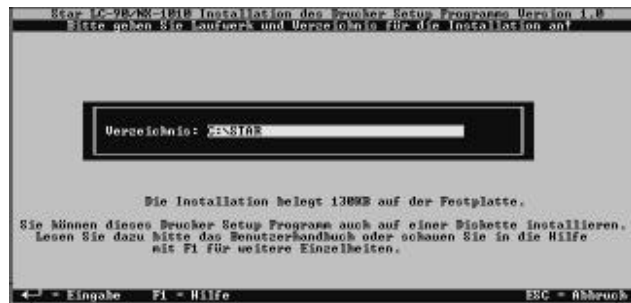 Star LC-90/NX-1010 Installation des Drucker Setup Programms Version 1.0
Bitte geben Sie Laufwerk und Verzeichnis für die Installation an!
Verzeichnis: C:\STAR
Die Installation belegt 130KB auf der Festplatte.
Sie können dieses Drucker Setup Programm auch auf einer Diskette installieren.
Lesen Sie dazu bitte das Benutzerhandbuch oder schauen Sie in die Hilfe
mit F1 für weitere Einzelheiten.
←┘ = Eingabe F1 = Hilfe ESC = Abbruch